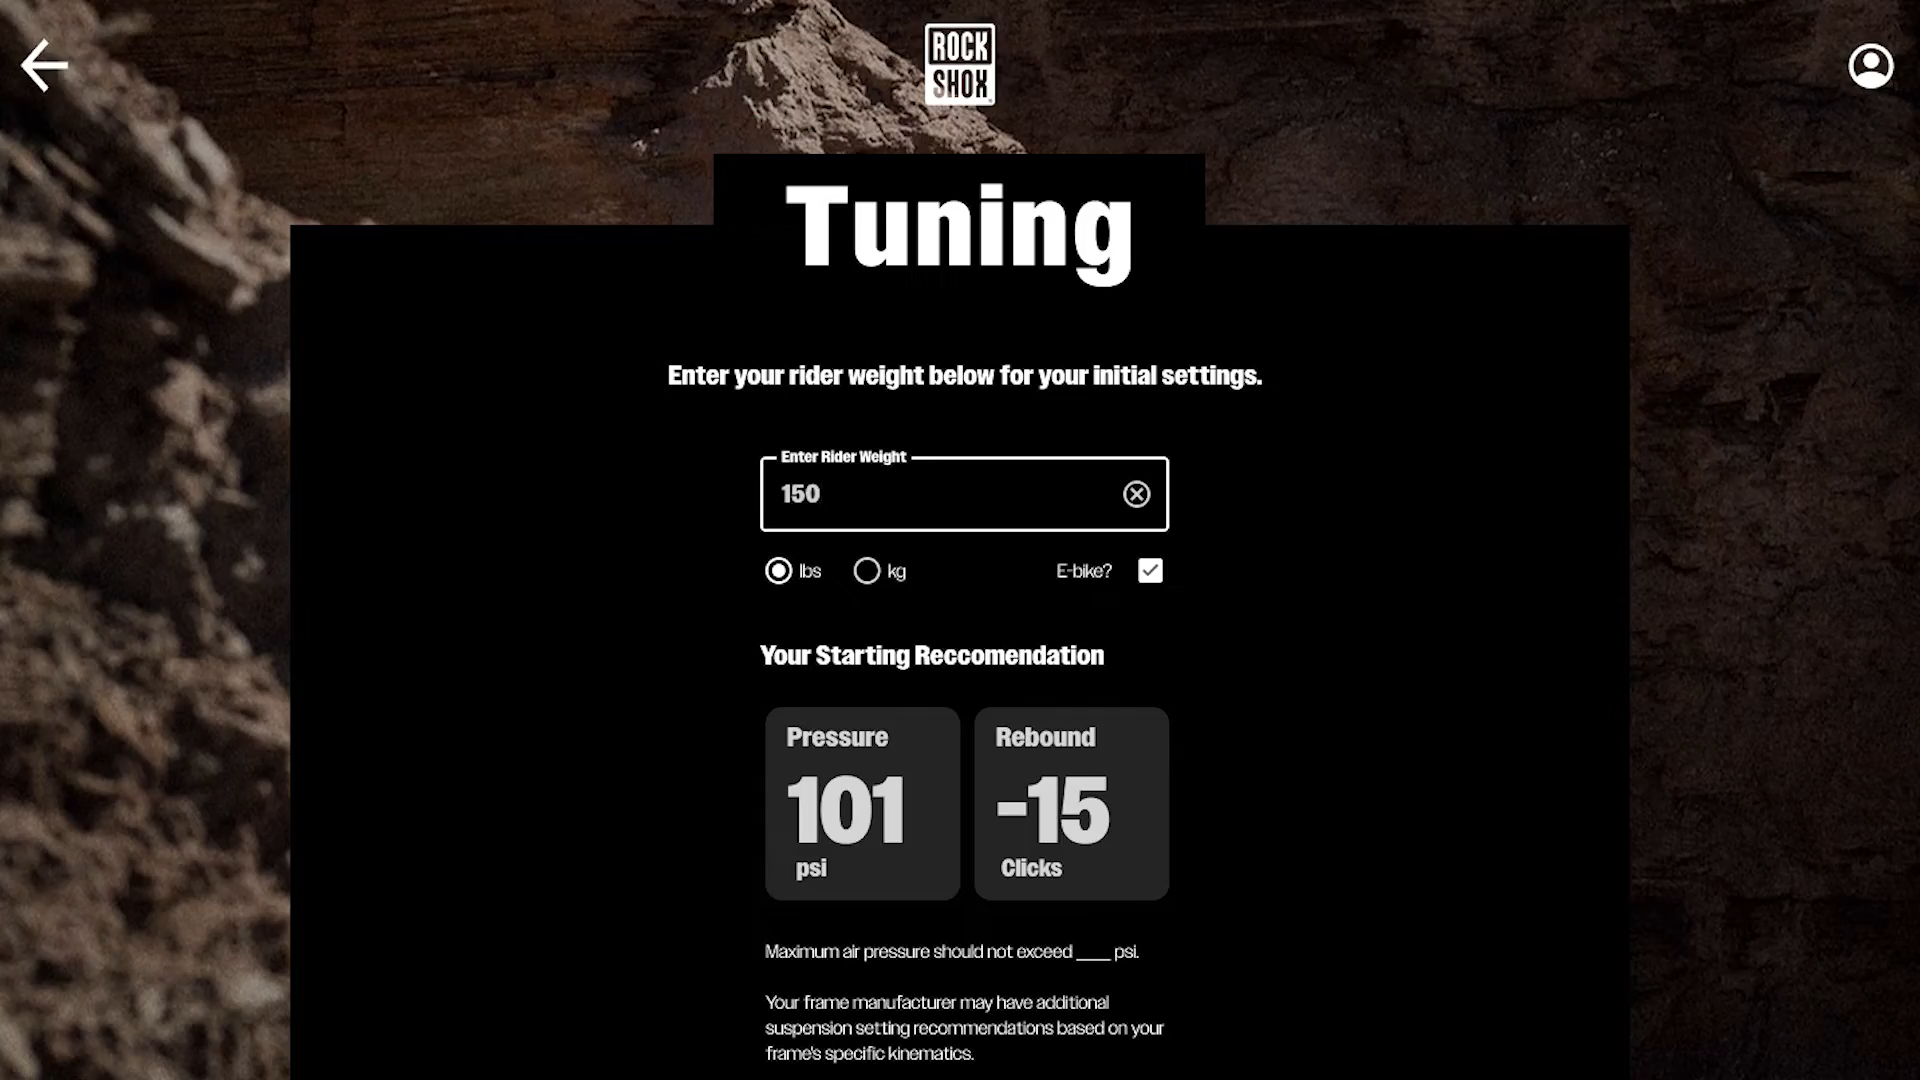 ROCK
SHOX
Tuning
Enter your rider weight below for your initial settings.
Enter Rider Weight
150
lbs kg E-bike?
Your Starting Reccomendation
Pressure Rebound
101 -15
psi Clicks
Maximum air pressure should not exceed ____ psi.
Your frame manufacturer may have additional
suspension setting recommendations based on your
frame's specific kinematics.